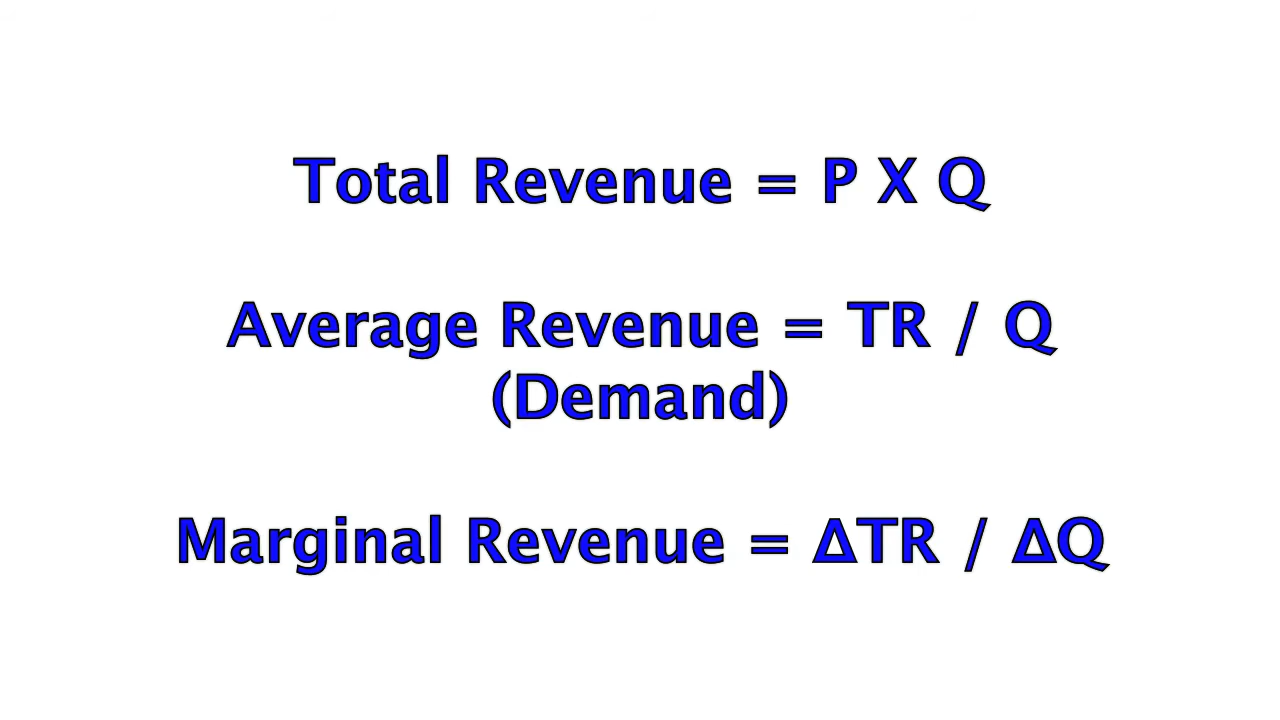 Total Revenue = P X Q
Average Revenue = TR / Q
(Demand)
Marginal Revenue = ΔTR / ΔQ